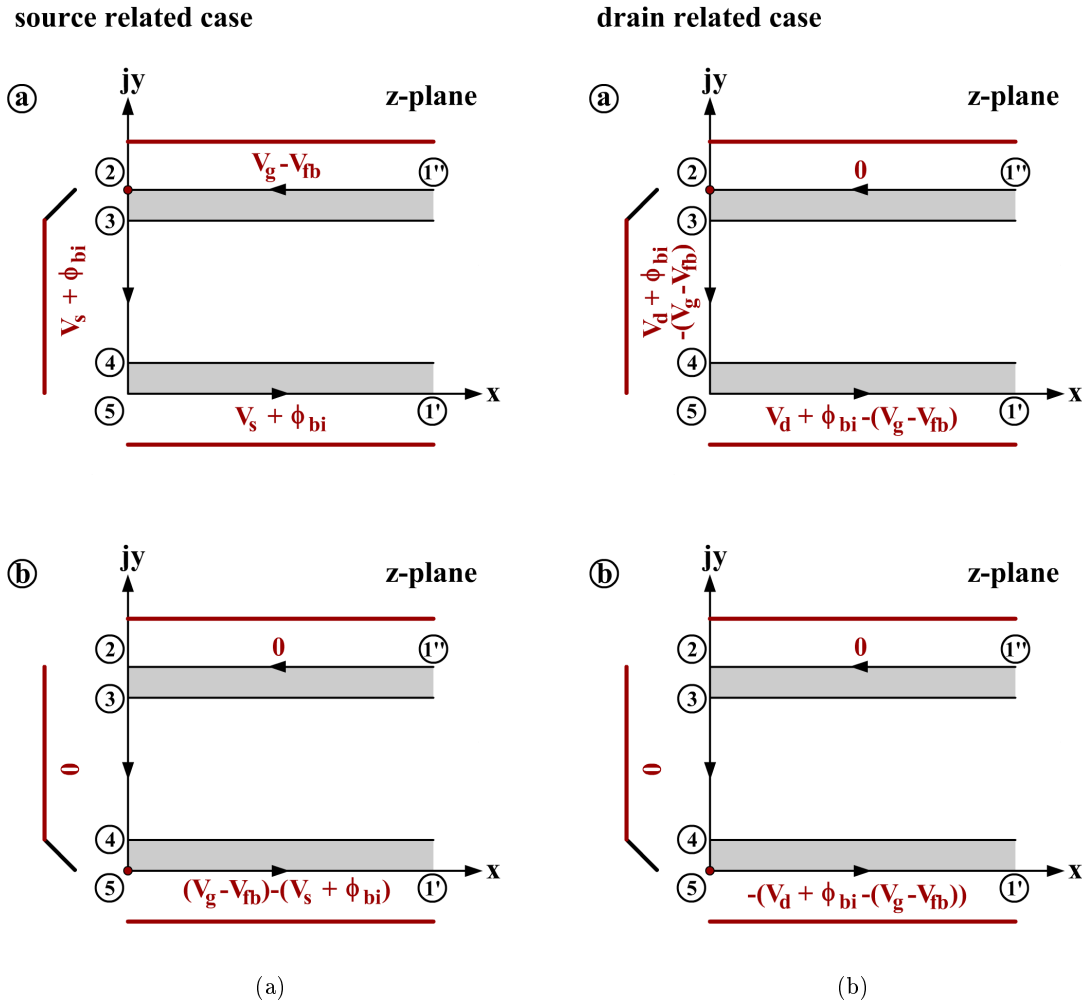 source related case
drain related case
ⓐ
jy
z-plane
② V_g - V_fb ①''
③
V_s + ϕ_bi
④
x
⑤ V_s + ϕ_bi ①'
ⓐ
jy
z-plane
② 0 ①''
③
V_d + ϕ_bi
-(V_g - V_fb)
④
x
⑤ V_d + ϕ_bi -(V_g - V_fb) ①'
ⓑ
jy
z-plane
② 0 ①''
③
0
④
x
⑤ (V_g - V_fb)-(V_s + ϕ_bi) ①'
ⓑ
jy
z-plane
② 0 ①''
③
0
④
x
⑤ -(V_d + ϕ_bi -(V_g - V_fb)) ①'
(a)
(b)